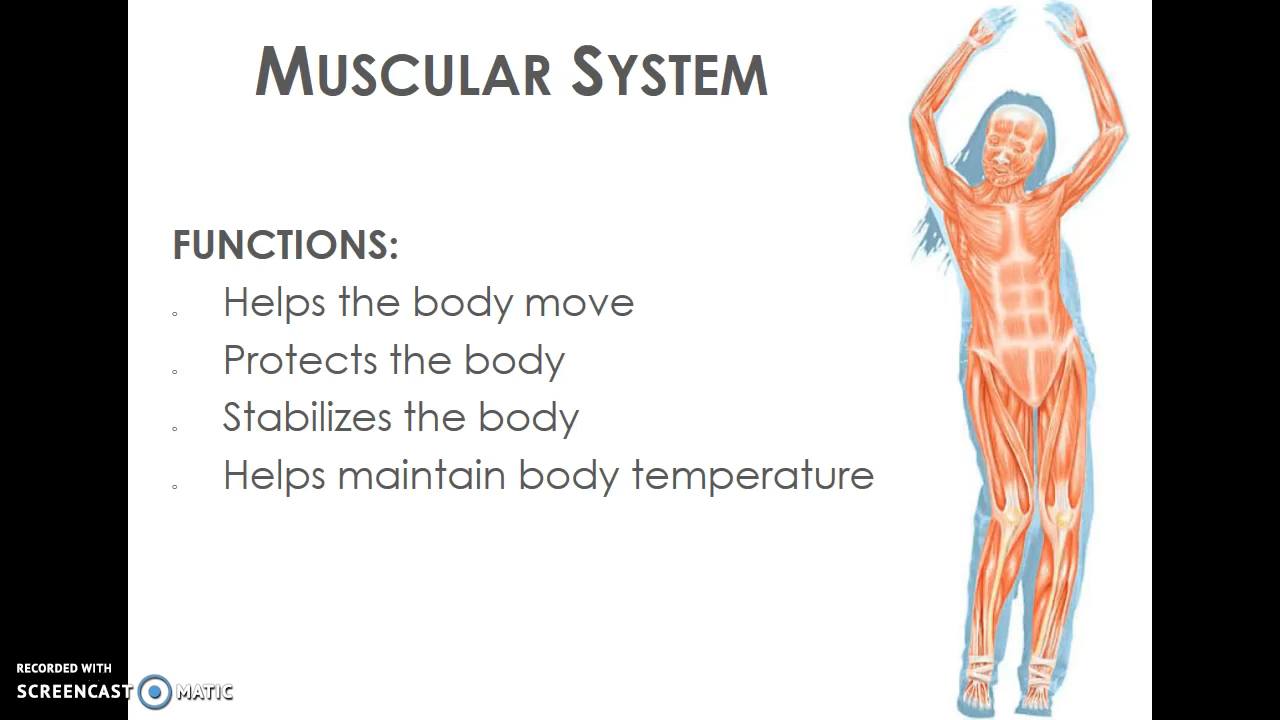 MUSCULAR SYSTEM
FUNCTIONS:
Helps the body move
Protects the body
Stabilizes the body
Helps maintain body temperature
RECORDED WITH
SCREENCAST MATIC